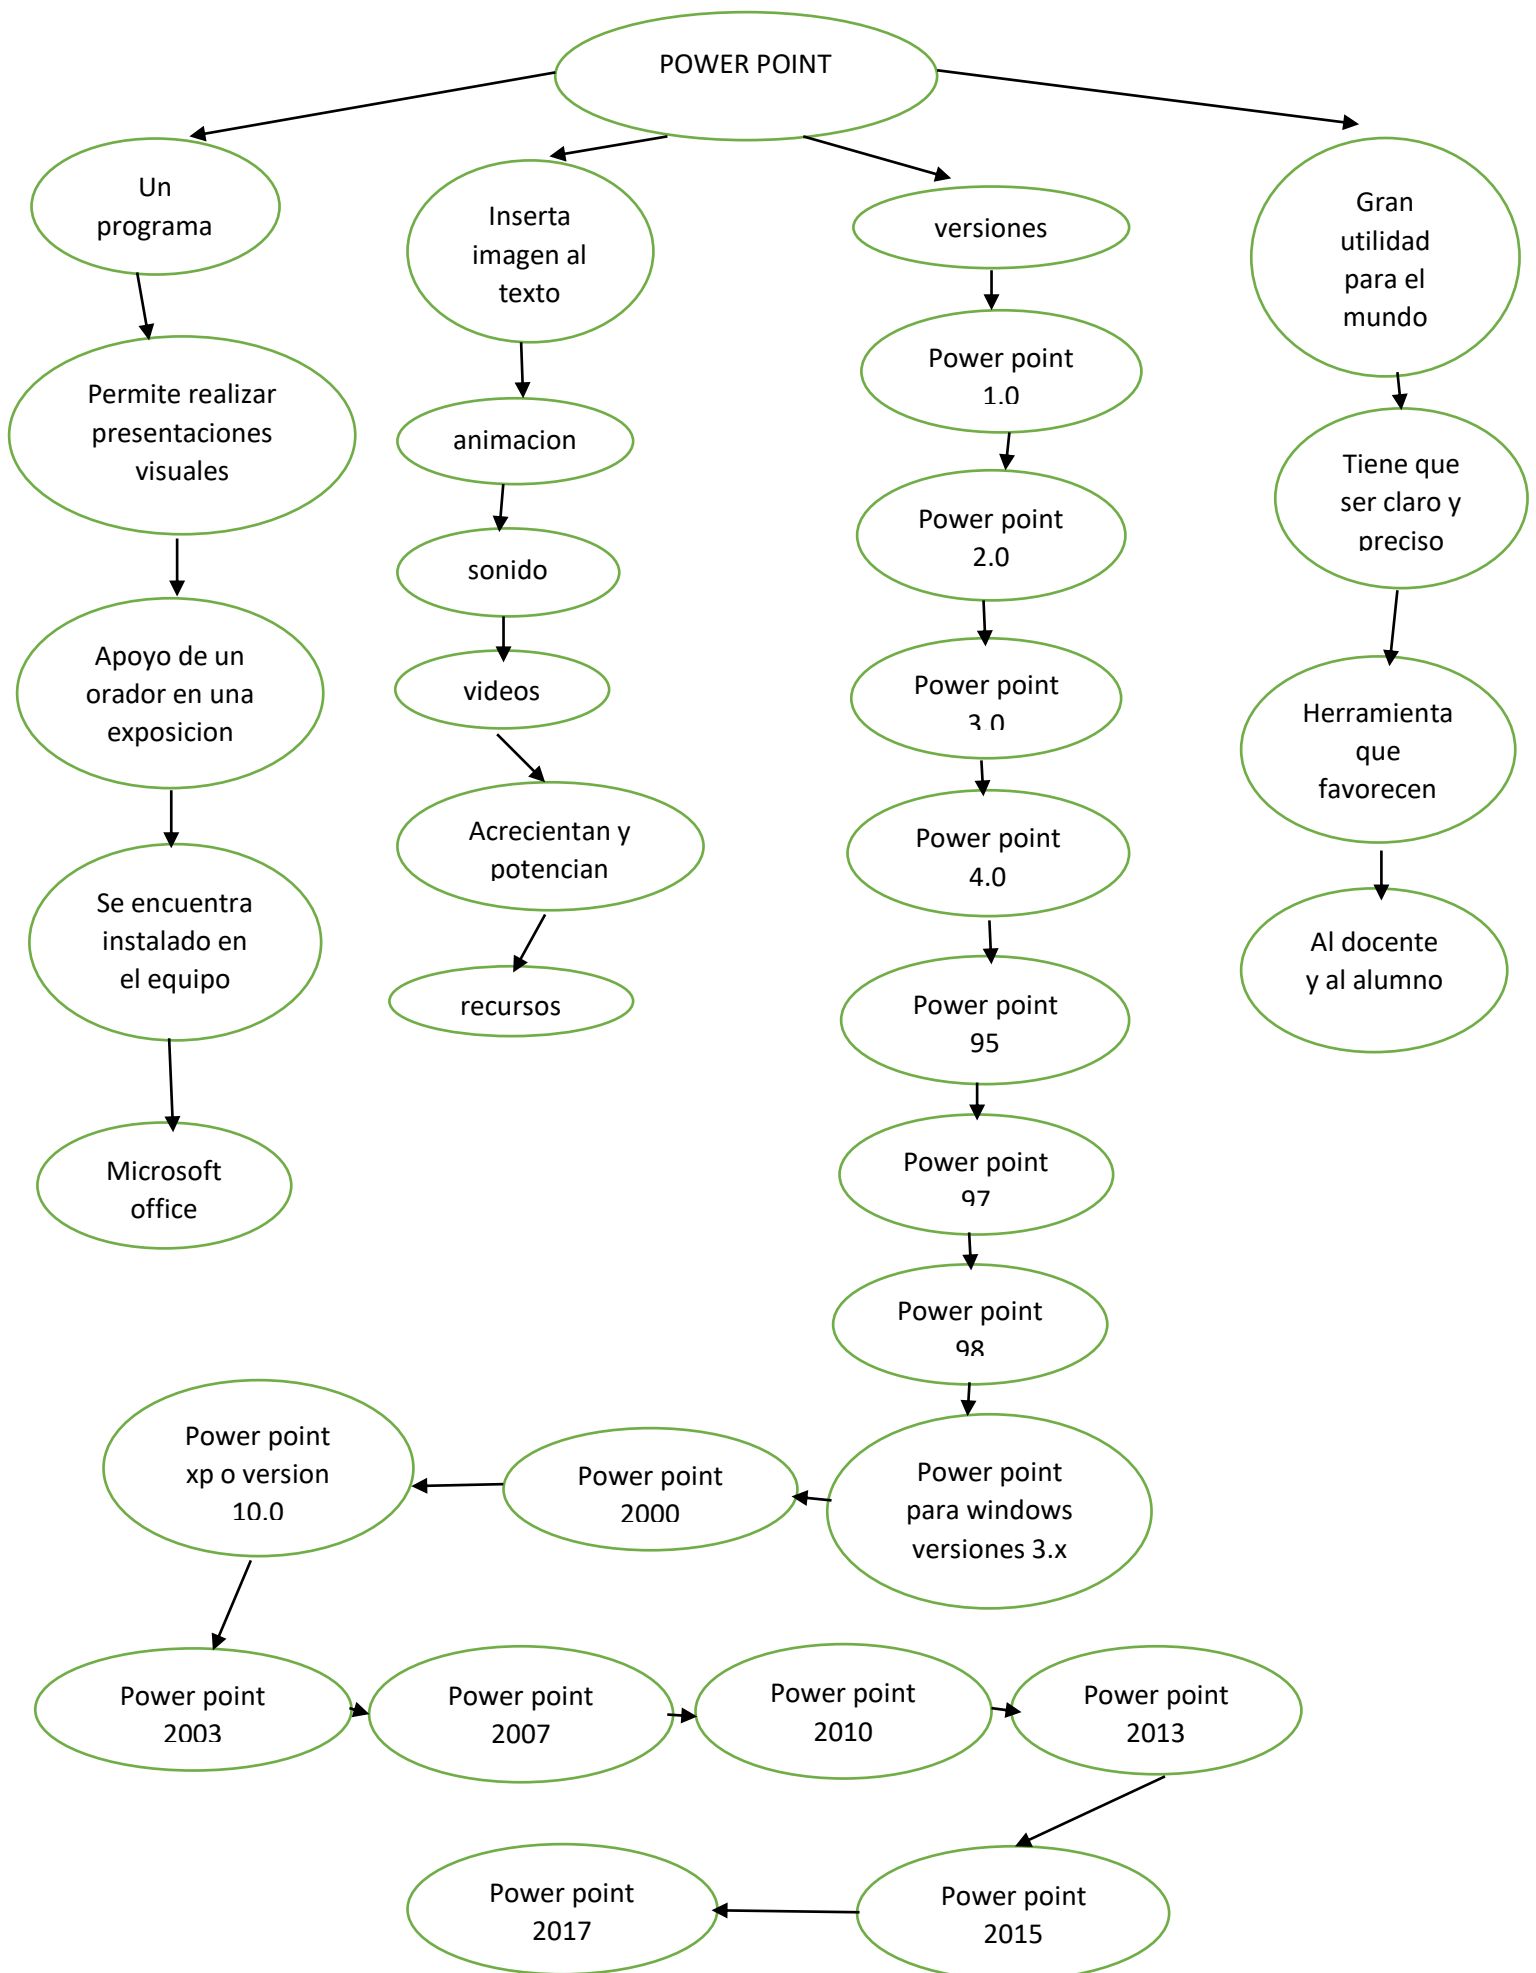 POWER POINT
Un
programa
Permite realizar
presentaciones
visuales
Apoyo de un
orador en una
exposicion
Se encuentra
instalado en
el equipo
Microsoft
office
Inserta
imagen al
texto
animacion
sonido
videos
Acrecientan y
potencian
recursos
versiones
Power point
1.0
Power point
2.0
Power point
3.0
Power point
4.0
Power point
95
Power point
97
Power point
98
Power point
para windows
versiones 3.x
Power point
2000
Power point
xp o version
10.0
Power point
2003
Power point
2007
Power point
2010
Power point
2013
Power point
2015
Power point
2017
Gran
utilidad
para el
mundo
Tiene que
ser claro y
preciso
Herramienta
que
favorecen
Al docente
y al alumno